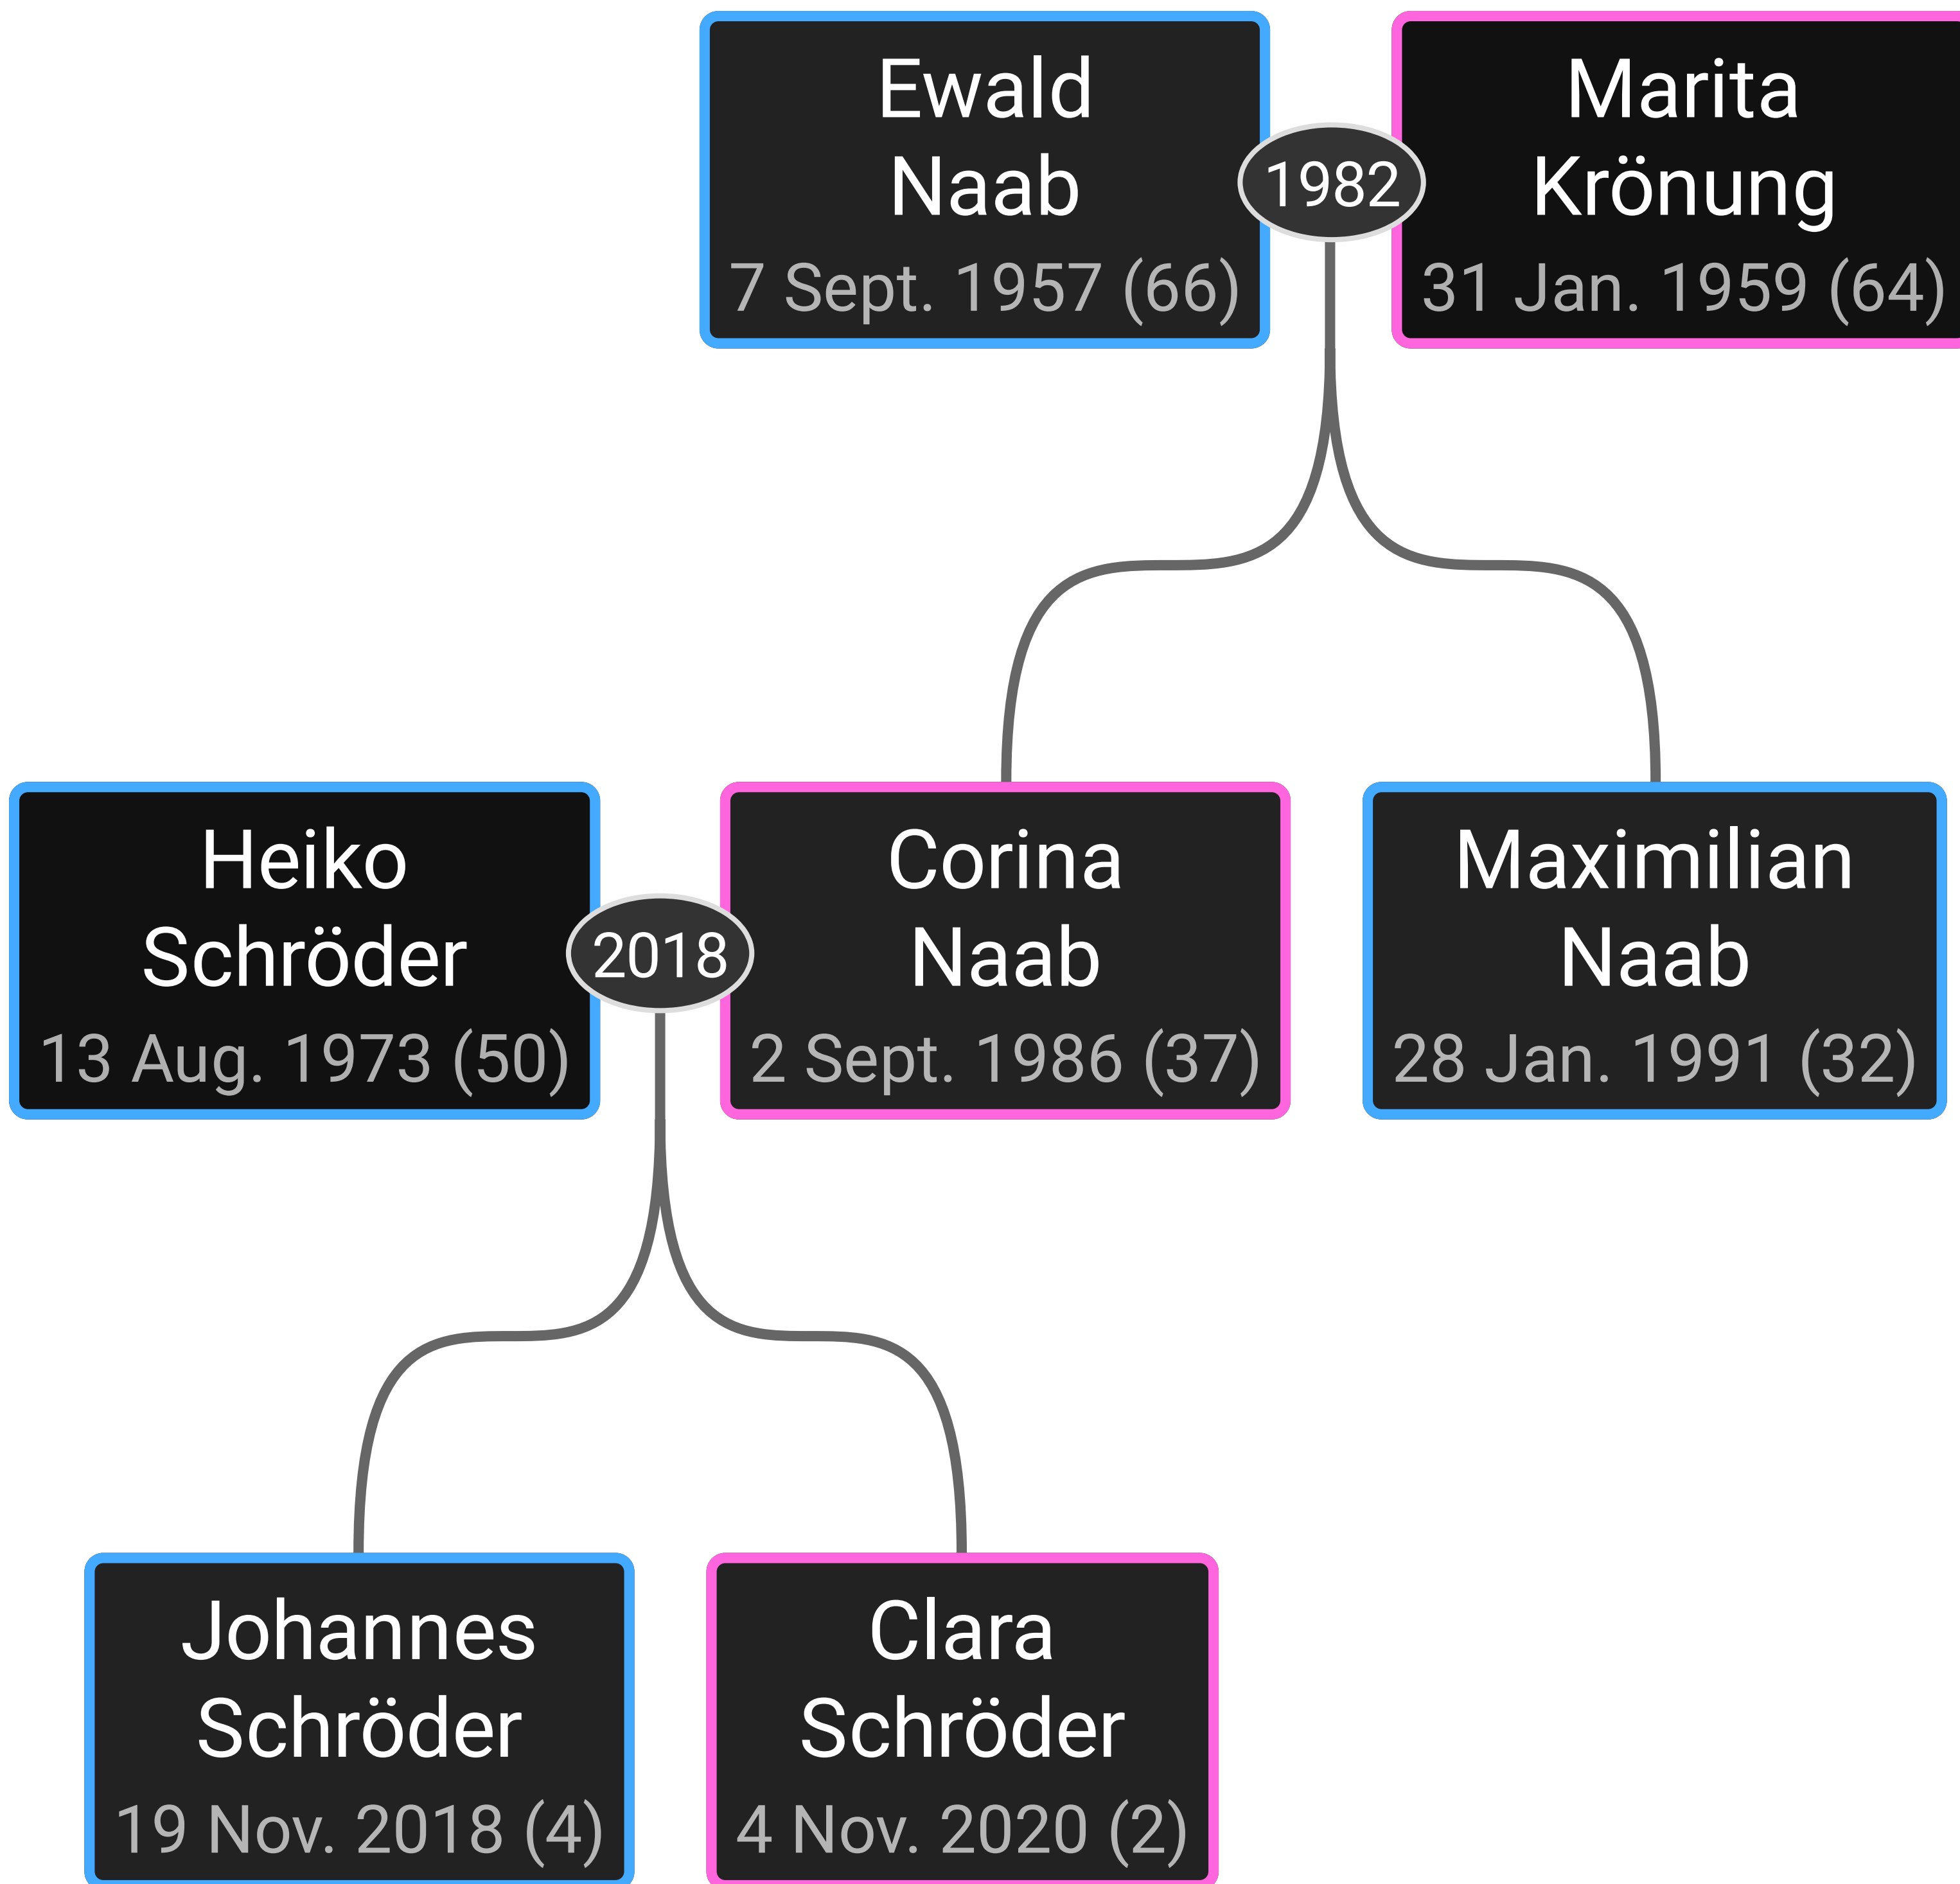 Ewald
Naab
7 Sept. 1957 (66)
1982
Marita
Krönung
31 Jan. 1959 (64)
Heiko
Schröder
13 Aug. 1973 (50)
2018
Corina
Naab
2 Sept. 1986 (37)
Maximilian
Naab
28 Jan. 1991 (32)
Johannes
Schröder
19 Nov. 2018 (4)
Clara
Schröder
4 Nov. 2020 (2)